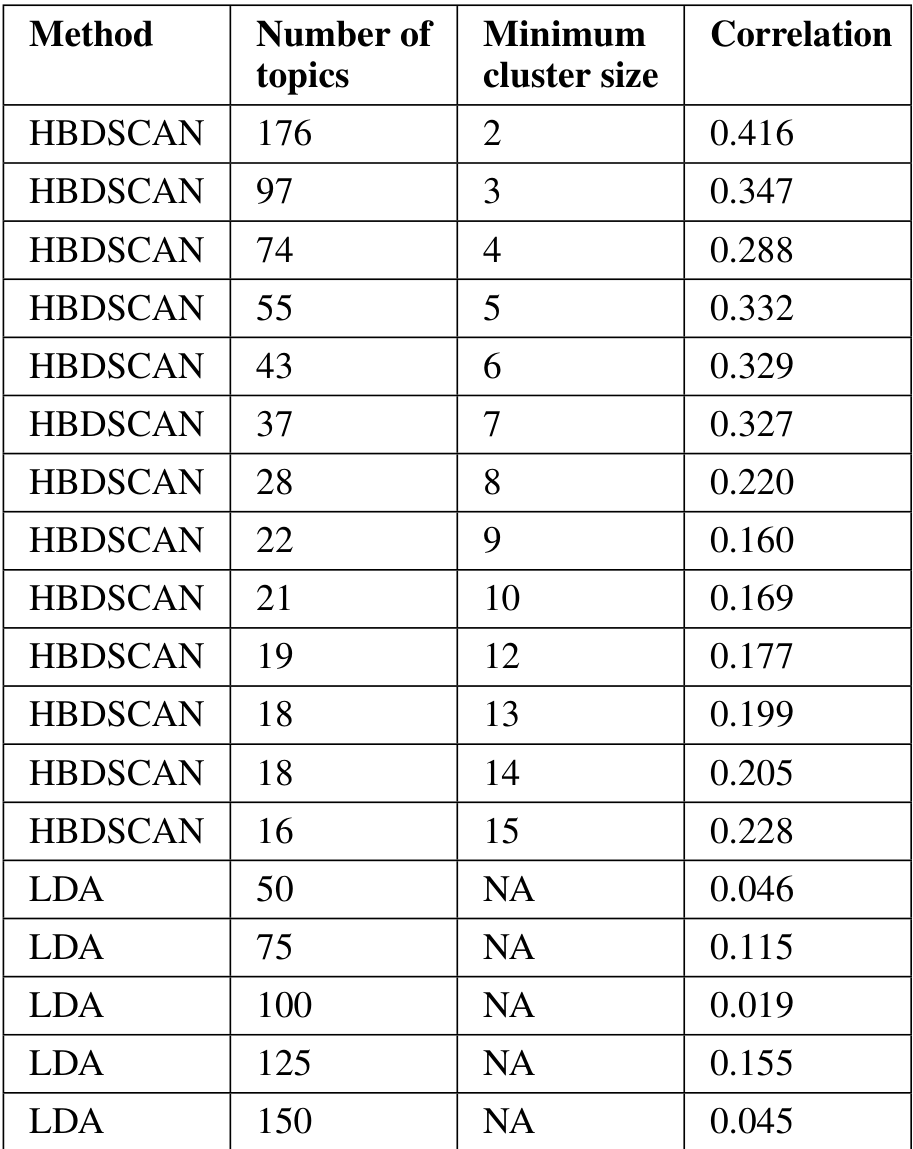 Method Number of topics Minimum cluster size Correlation
HBDSCAN 176 2 0.416
HBDSCAN 97 3 0.347
HBDSCAN 74 4 0.288
HBDSCAN 55 5 0.332
HBDSCAN 43 6 0.329
HBDSCAN 37 7 0.327
HBDSCAN 28 8 0.220
HBDSCAN 22 9 0.160
HBDSCAN 21 10 0.169
HBDSCAN 19 12 0.177
HBDSCAN 18 13 0.199
HBDSCAN 18 14 0.205
HBDSCAN 16 15 0.228
LDA 50 NA 0.046
LDA 75 NA 0.115
LDA 100 NA 0.019
LDA 125 NA 0.155
LDA 150 NA 0.045